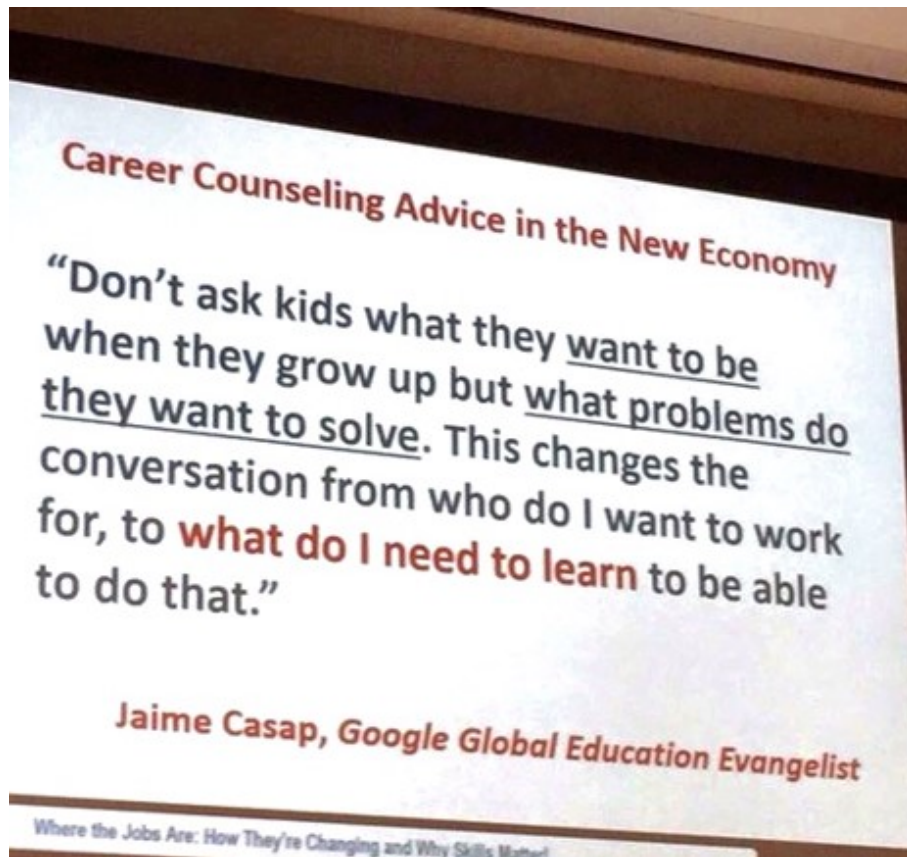 Career Counseling Advice in the New Economy
“Don’t ask kids what they want to be
when they grow up but what problems do
they want to solve. This changes the
conversation from who do I want to work
for, to what do I need to learn to be able
to do that.”
Jaime Casap, Google Global Education Evangelist
Where the Jobs Are: How They're Changing and Why Skills Matter!